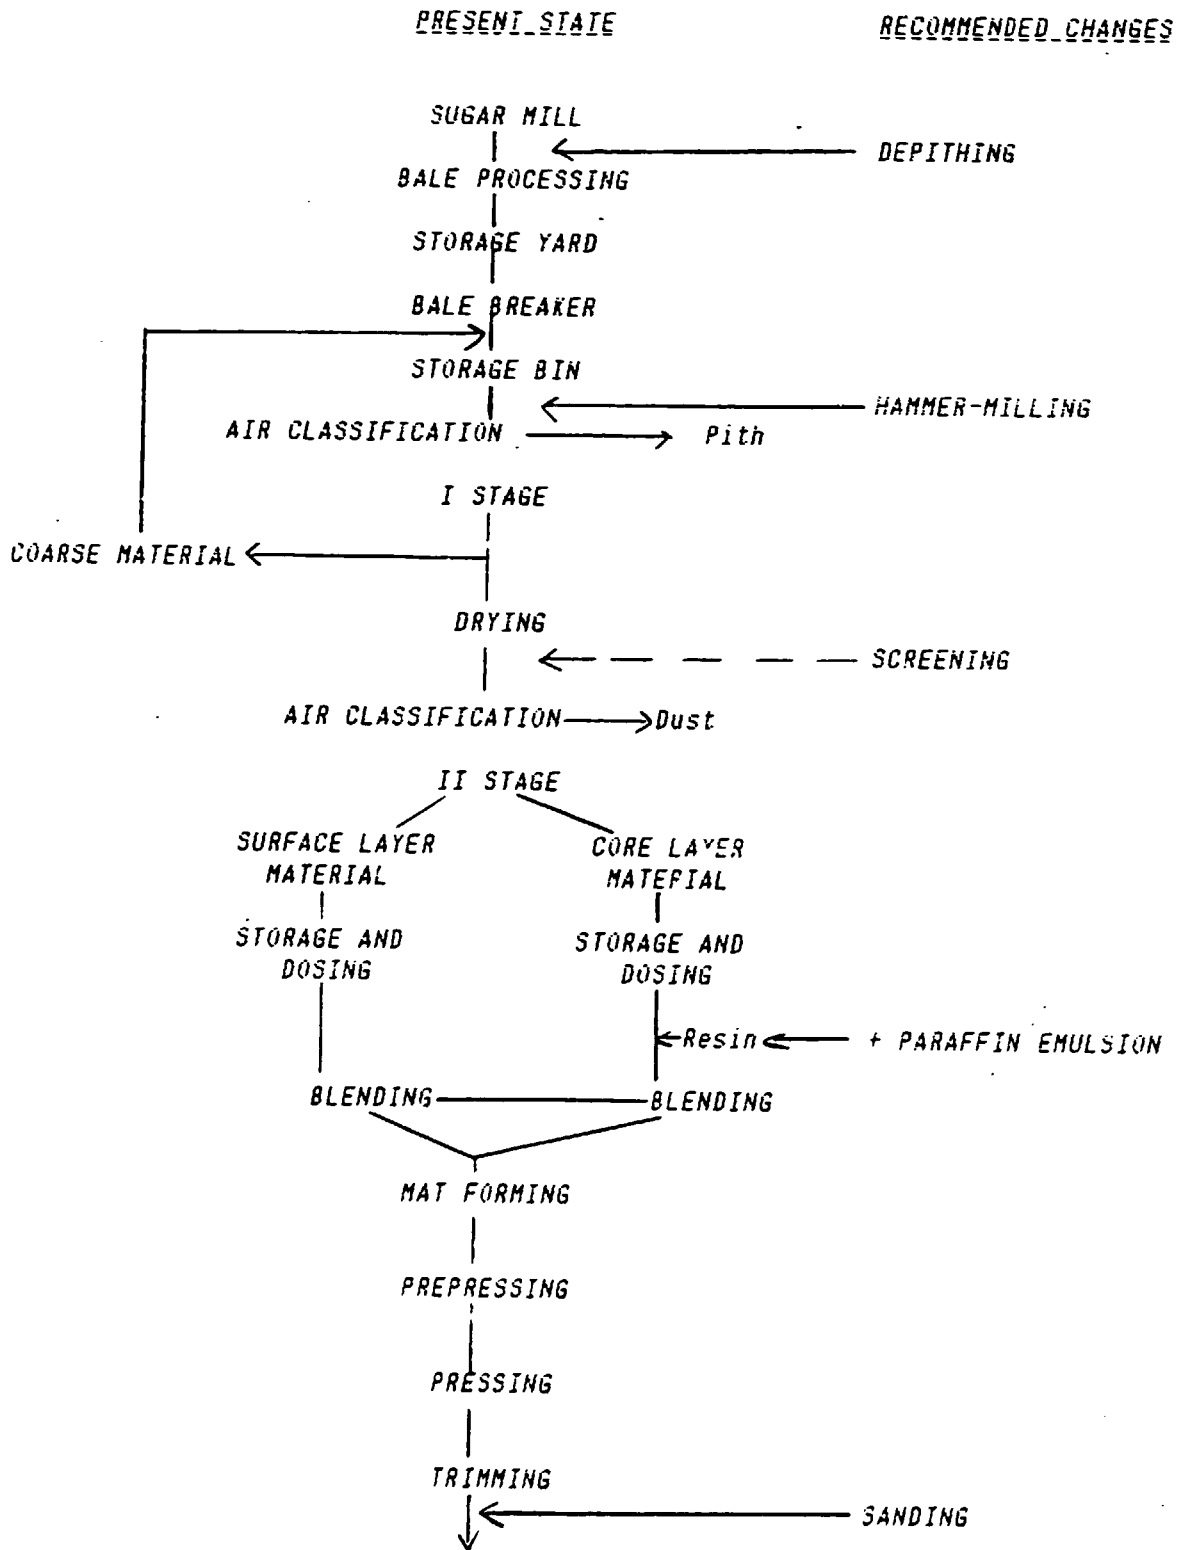 PRESENT STATE
RECOMMENDED CHANGES
SUGAR MILL
DEPITHING
BALE PROCESSING
STORAGE YARD
BALE BREAKER
STORAGE BIN
HAMMER-MILLING
AIR CLASSIFICATION
Pith
I STAGE
COARSE MATERIAL
DRYING
SCREENING
AIR CLASSIFICATION
Dust
II STAGE
SURFACE LAYER
MATERIAL
CORE LAYER
MATERIAL
STORAGE AND
DOSING
STORAGE AND
DOSING
Resin
+ PARAFFIN EMULSION
BLENDING
BLENDING
MAT FORMING
PREPRESSING
PRESSING
TRIMMING
SANDING